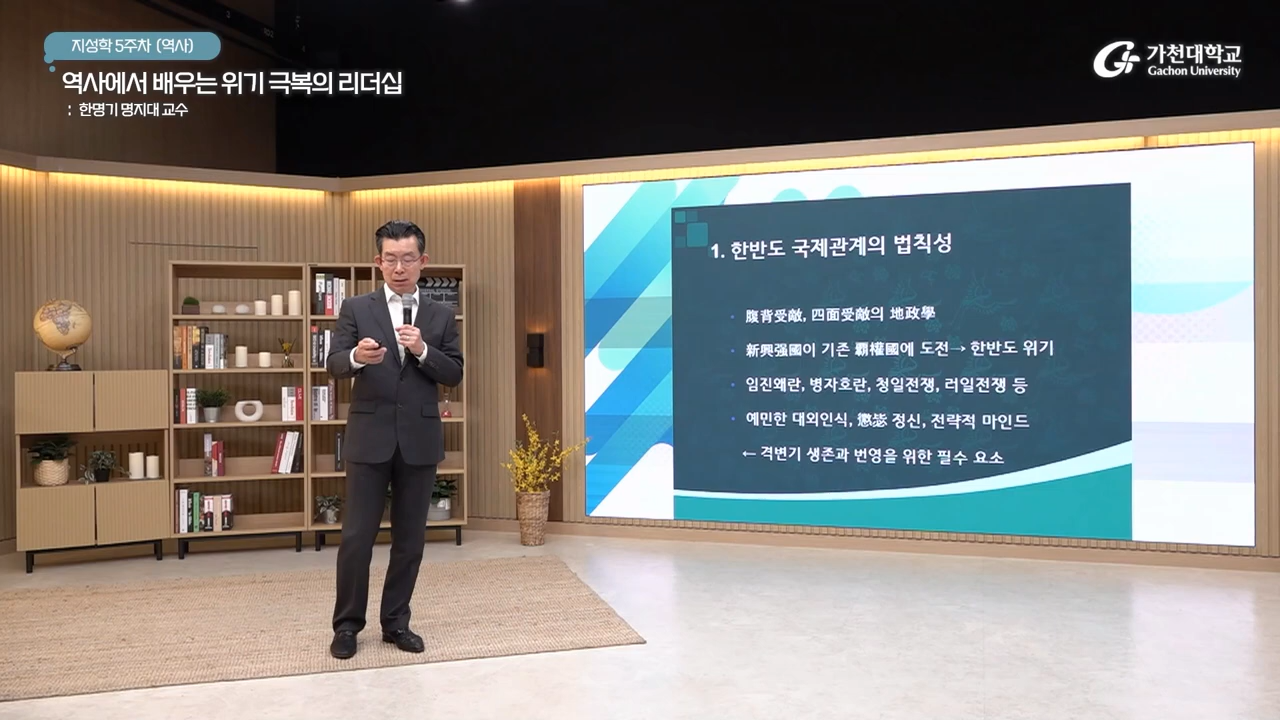 지성학 5주차 (역사)
역사에서 배우는 위기 극복의 리더십
: 한명기 명지대 교수
가천대학교
Gachon University
1. 한반도 국제관계의 법칙성
• 腹背受敵, 四面受敵의 地政學
• 新興强國이 기존 覇權國에 도전→ 한반도 위기
• 임진왜란, 병자호란, 청일전쟁, 러일전쟁 등
• 예민한 대외인식, 懲毖 정신, 전략적 마인드
← 격변기 생존과 번영을 위한 필수 요소